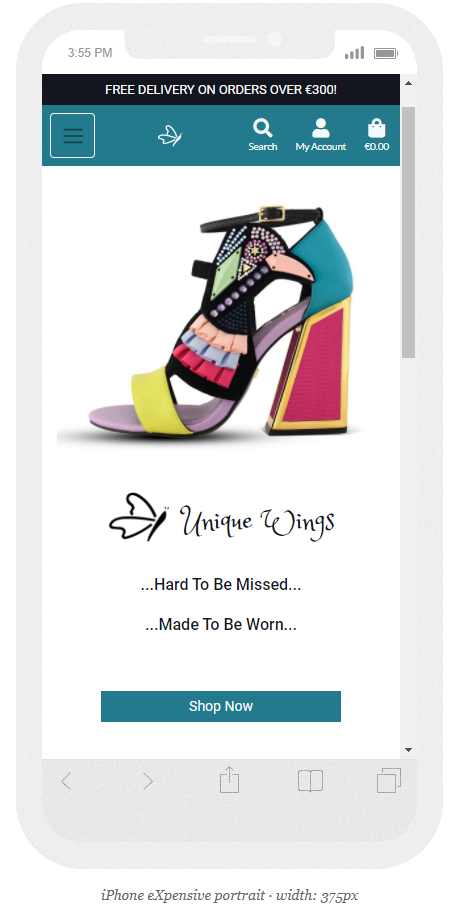 3:55 PM
FREE DELIVERY ON ORDERS OVER €300!
Search
My Account
€0.00
Unique Wings
...Hard To Be Missed...
...Made To Be Worn...
Shop Now
iPhone eXpensive portrait · width: 375px